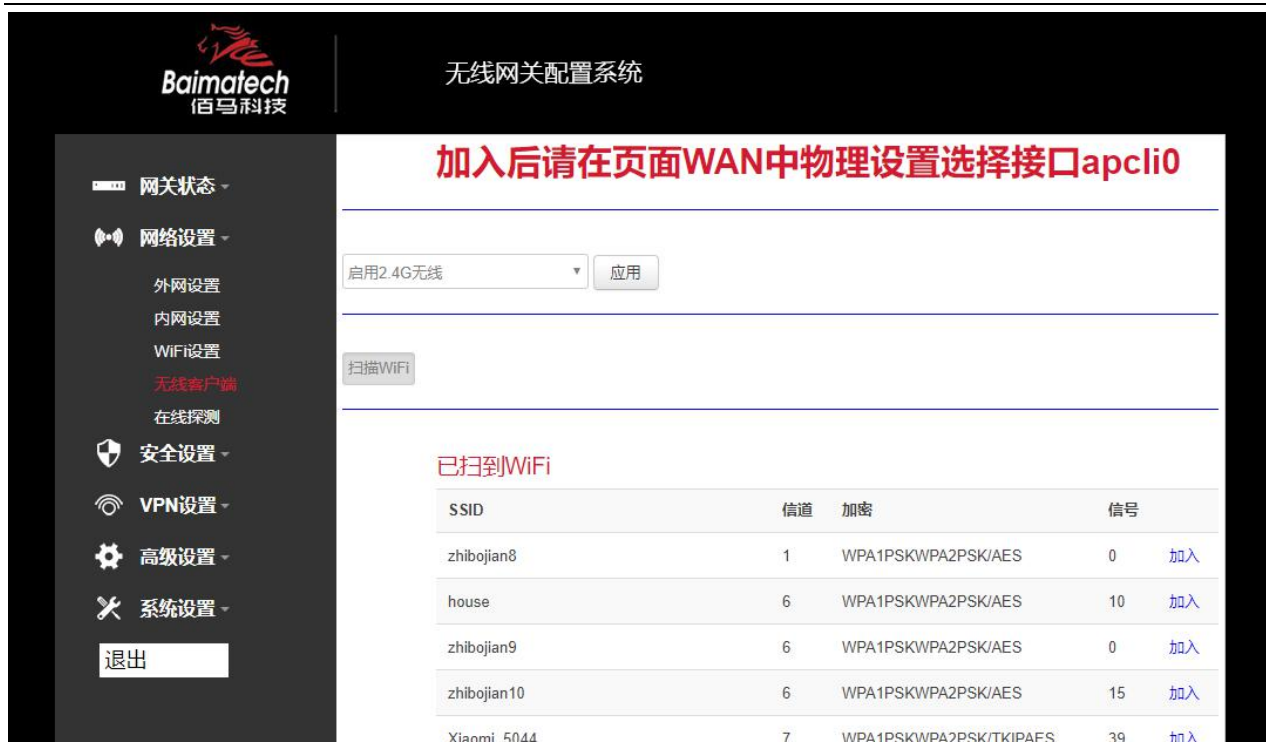 Baimatech
佰马科技
无线网关配置系统
网关状态
网络设置
外网设置
内网设置
WiFi设置
无线客户端
在线探测
安全设置
VPN设置
高级设置
系统设置
退出
加入后请在页面WAN中物理设置选择接口apcli0
启用2.4G无线 应用
扫描WiFi
已扫到WiFi
SSID 信道 加密 信号
zhibojian8 1 WPA1PSKWPA2PSK/AES 0 加入
house 6 WPA1PSKWPA2PSK/AES 10 加入
zhibojian9 6 WPA1PSKWPA2PSK/AES 0 加入
zhibojian10 6 WPA1PSKWPA2PSK/AES 15 加入
Xiaomi_5044 7 WPA1PSKWPA2PSK/TKIPAES 39 加入